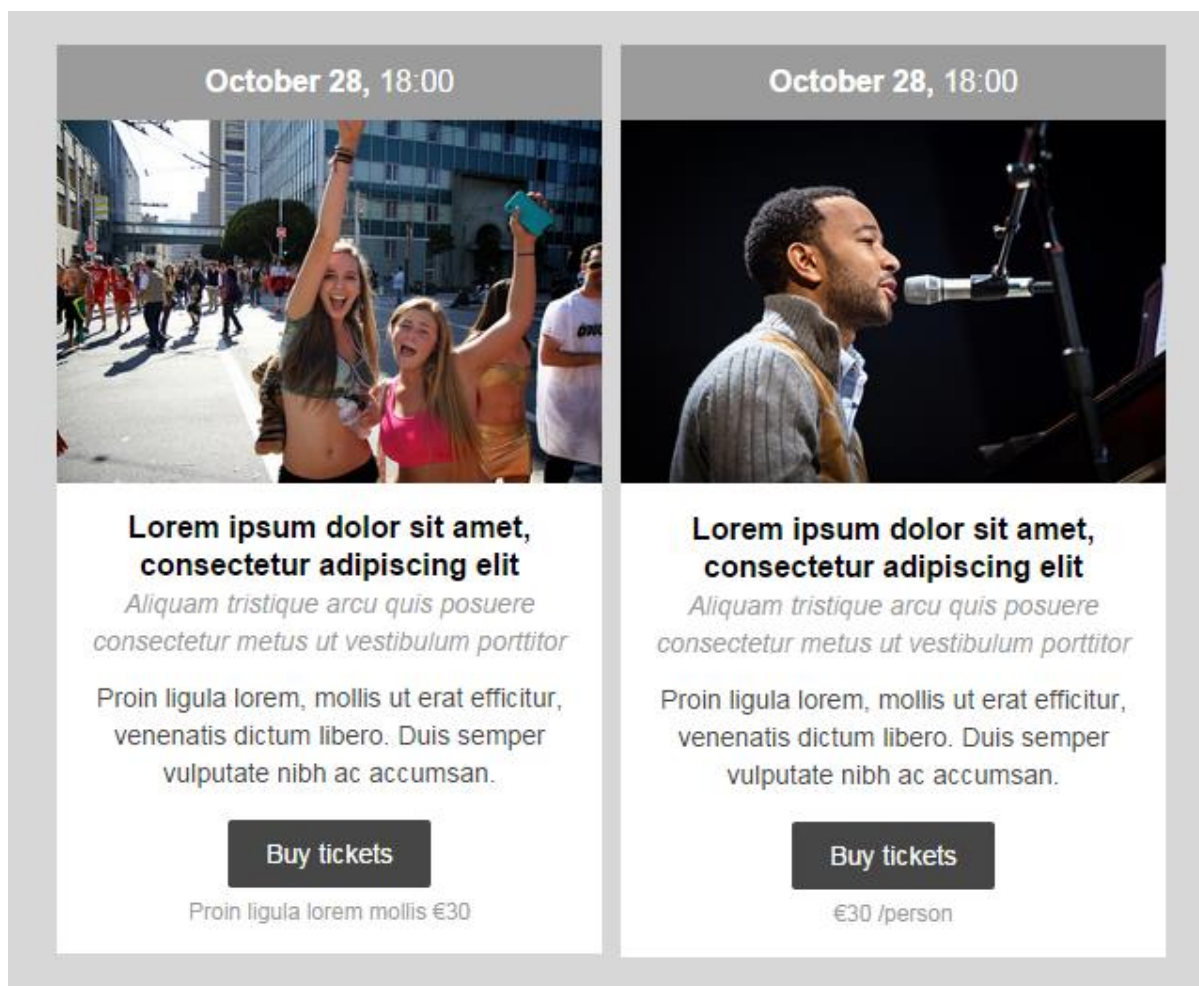 October 28, 18:00
Lorem ipsum dolor sit amet,
consectetur adipiscing elit
Aliquam tristique arcu quis posuere
consectetur metus ut vestibulum porttitor
Proin ligula lorem, mollis ut erat efficitur,
venenatis dictum libero. Duis semper
vulputate nibh ac accumsan.
Buy tickets
Proin ligula lorem mollis €30
October 28, 18:00
Lorem ipsum dolor sit amet,
consectetur adipiscing elit
Aliquam tristique arcu quis posuere
consectetur metus ut vestibulum porttitor
Proin ligula lorem, mollis ut erat efficitur,
venenatis dictum libero. Duis semper
vulputate nibh ac accumsan.
Buy tickets
€30 /person